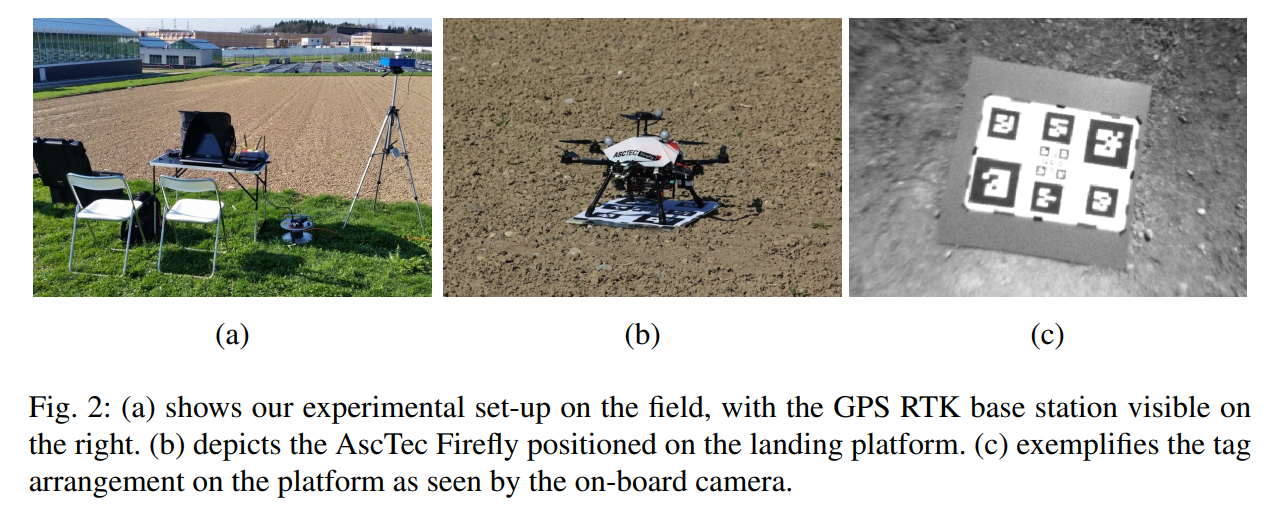 ASCTEC Firefly
(a)
(b)
(c)
Fig. 2: (a) shows our experimental set-up on the field, with the GPS RTK base station visible on
the right. (b) depicts the AscTec Firefly positioned on the landing platform. (c) exemplifies the tag
arrangement on the platform as seen by the on-board camera.